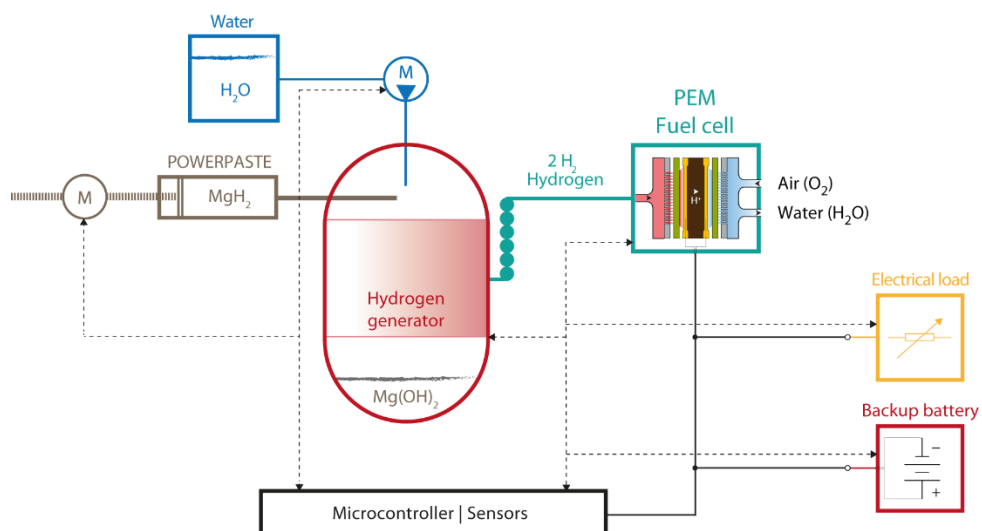 Water
H₂O
M
PEM
Fuel cell
POWERPASTE
M
MgH₂
2 H₂
Hydrogen
H⁺
Air (O₂)
Water (H₂O)
Hydrogen
generator
Electrical load
Mg(OH)₂
Backup battery
−
+
Microcontroller | Sensors